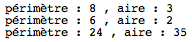 périmètre : 8 , aire : 3
périmètre : 6 , aire : 2
périmètre : 24 , aire : 35